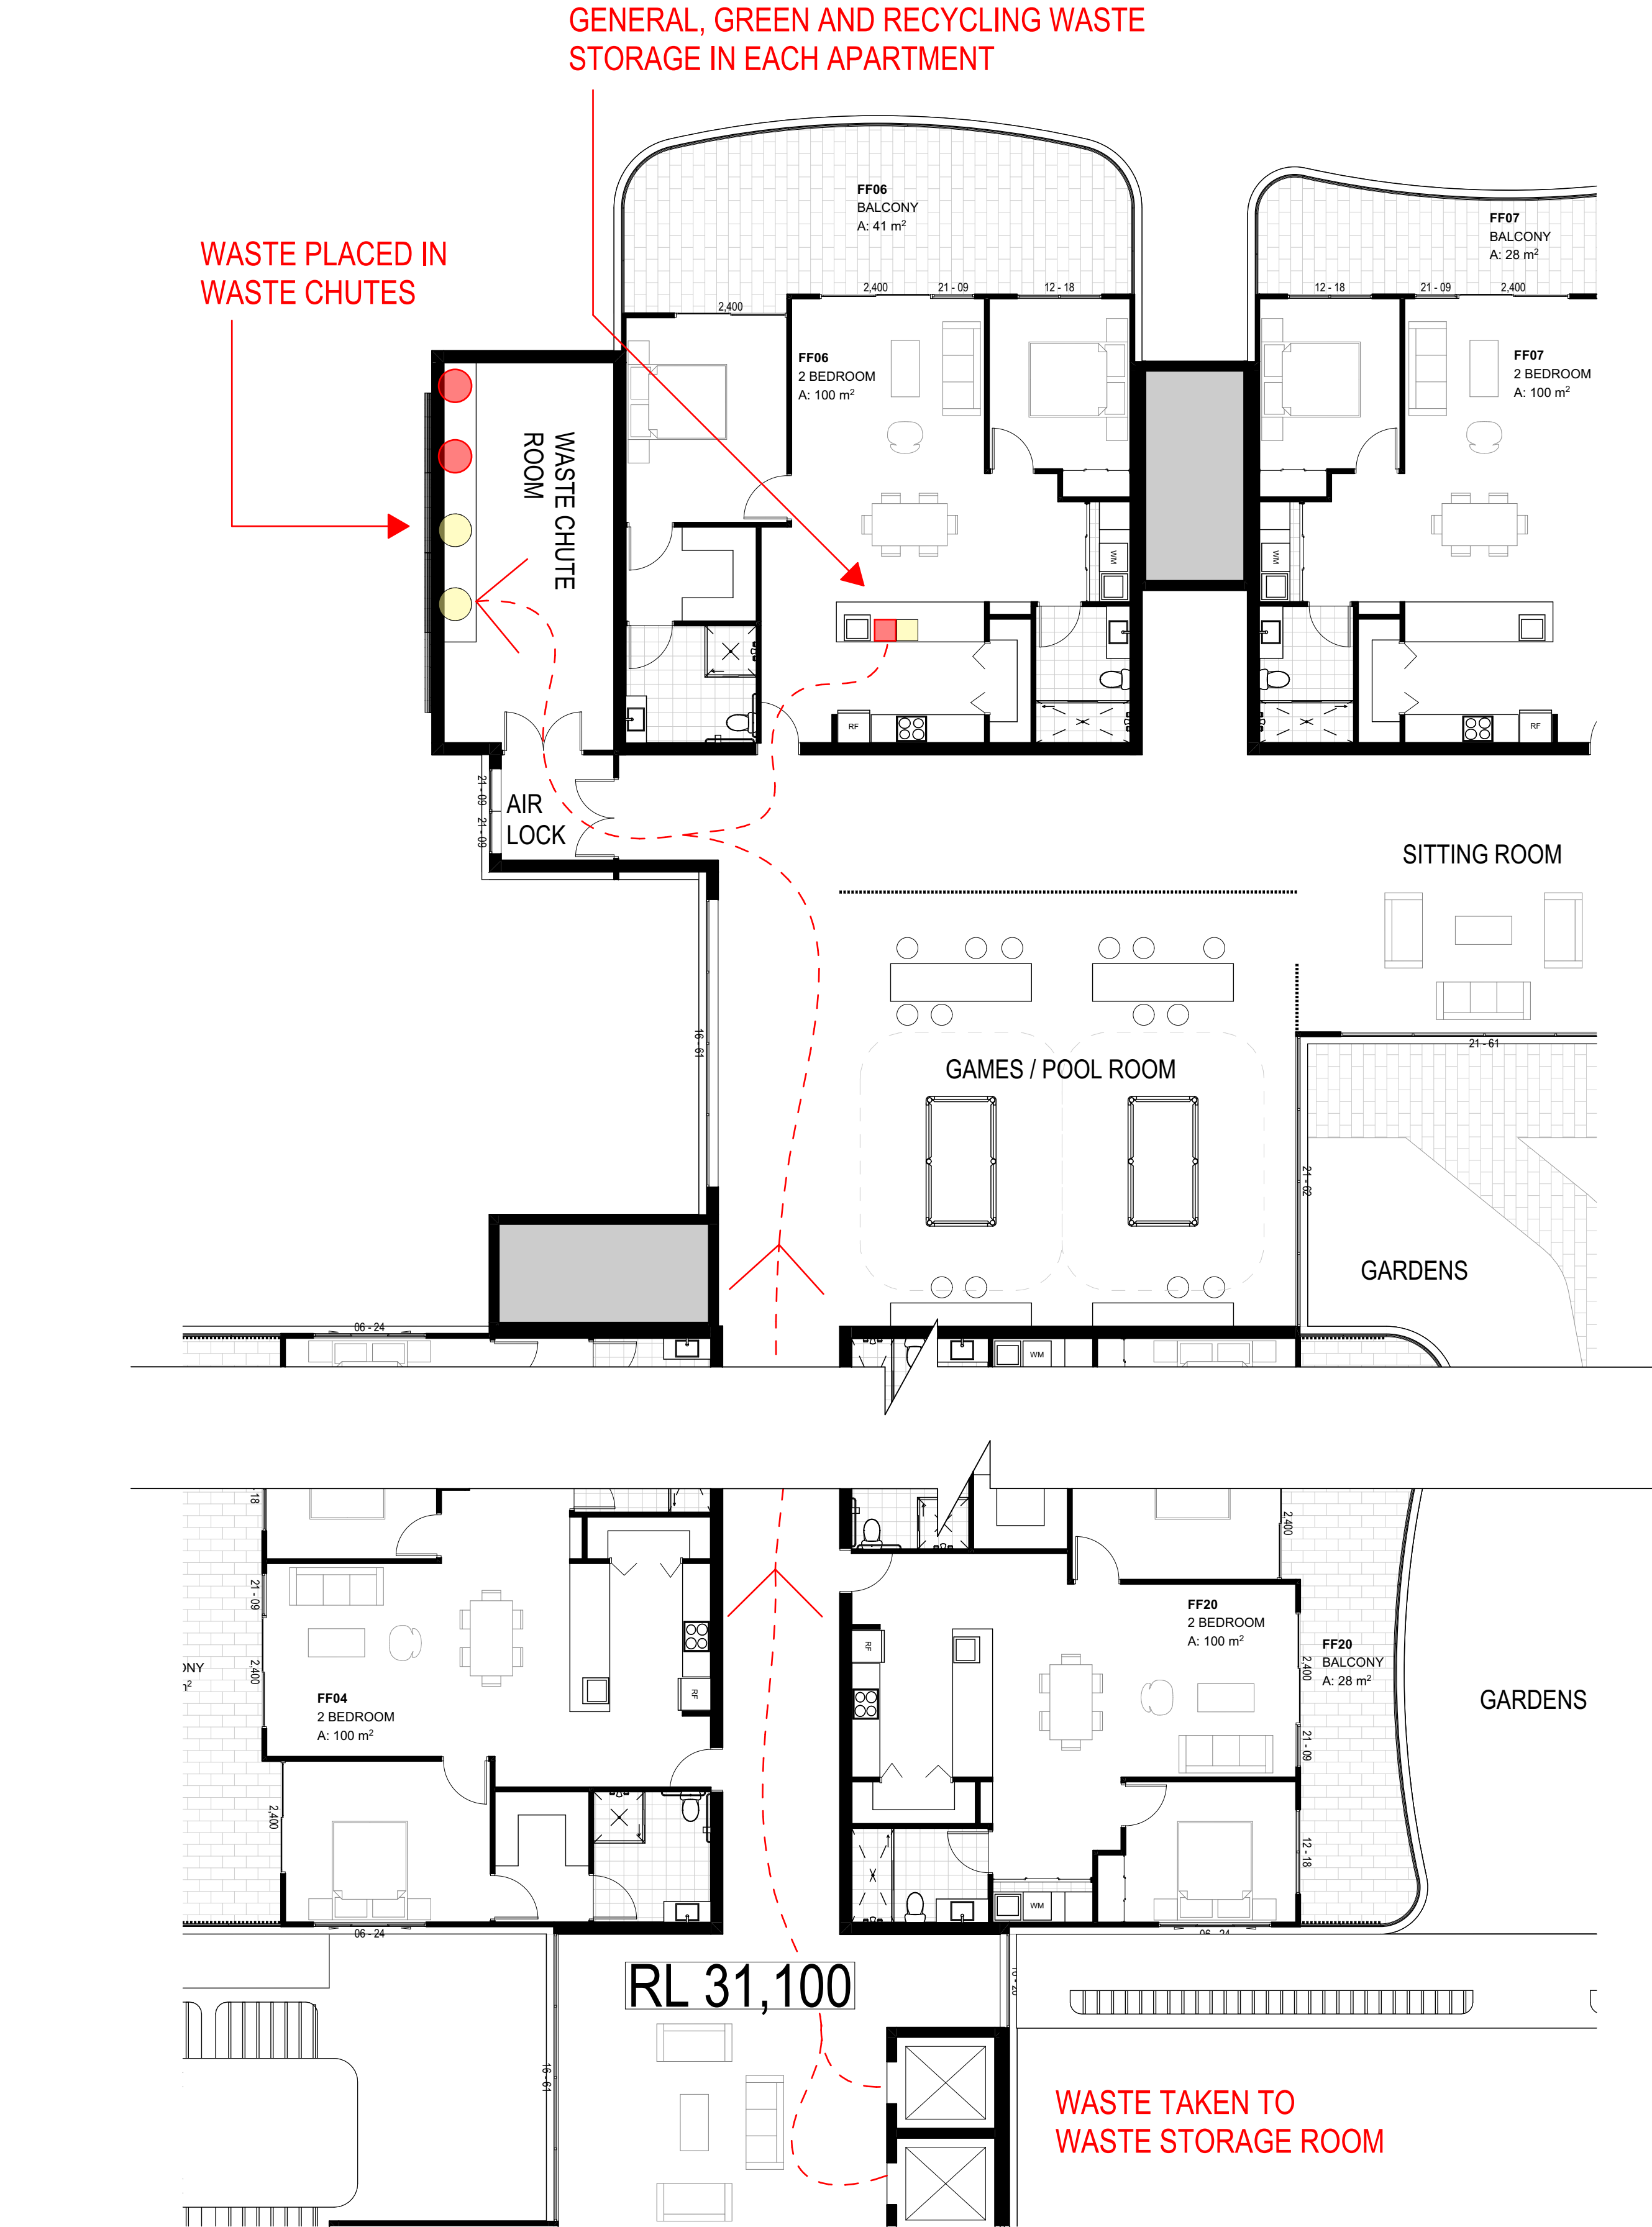 GENERAL, GREEN AND RECYCLING WASTE
STORAGE IN EACH APARTMENT
WASTE PLACED IN
WASTE CHUTES
FF06
BALCONY
A: 41 m²
FF07
BALCONY
A: 28 m²
2,400
2,400
21 - 09
12 - 18
12 - 18
21 - 09
2,400
FF06
2 BEDROOM
A: 100 m²
FF07
2 BEDROOM
A: 100 m²
WASTE CHUTE
ROOM
WM
WM
RF
RF
21 - 09
21 - 09
AIR
LOCK
SITTING ROOM
16 - 61
GAMES / POOL ROOM
21 - 61
21 - 62
GARDENS
06 - 24
WM
18
2,400
21 - 09
2,400
FF04
2 BEDROOM
A: 100 m²
RF
RF
FF20
2 BEDROOM
A: 100 m²
FF20
BALCONY
A: 28 m²
2,400
21 - 09
GARDENS
2,400
12 - 18
WM
06 - 24
RL 31,100
16-61
WASTE TAKEN TO
WASTE STORAGE ROOM